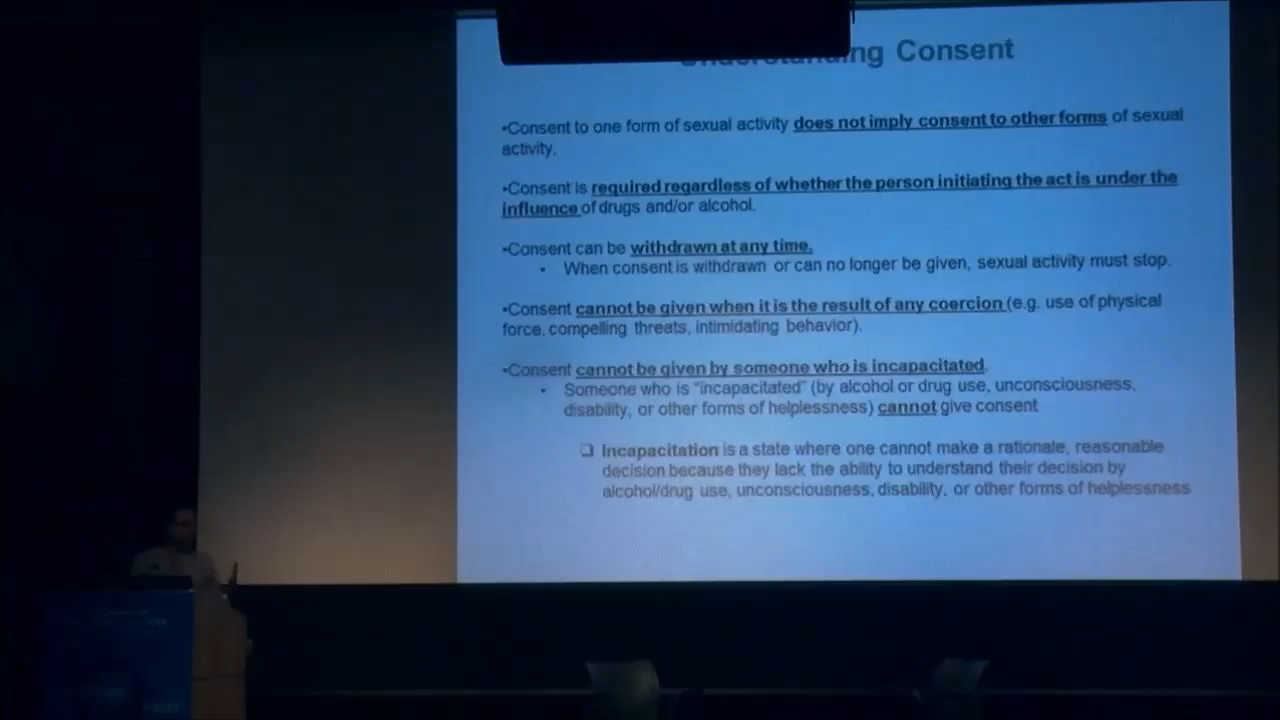 Understanding Consent
•Consent to one form of sexual activity does not imply consent to other forms of sexual
activity.
•Consent is required regardless of whether the person initiating the act is under the
influence of drugs and/or alcohol.
•Consent can be withdrawn at any time.
• When consent is withdrawn or can no longer be given, sexual activity must stop.
•Consent cannot be given when it is the result of any coercion (e.g. use of physical
force, compelling threats, intimidating behavior).
•Consent cannot be given by someone who is incapacitated.
• Someone who is "incapacitated" (by alcohol or drug use, unconsciousness,
disability, or other forms of helplessness) cannot give consent
❑ Incapacitation is a state where one cannot make a rationale, reasonable
decision because they lack the ability to understand their decision by
alcohol/drug use, unconsciousness, disability, or other forms of helplessness